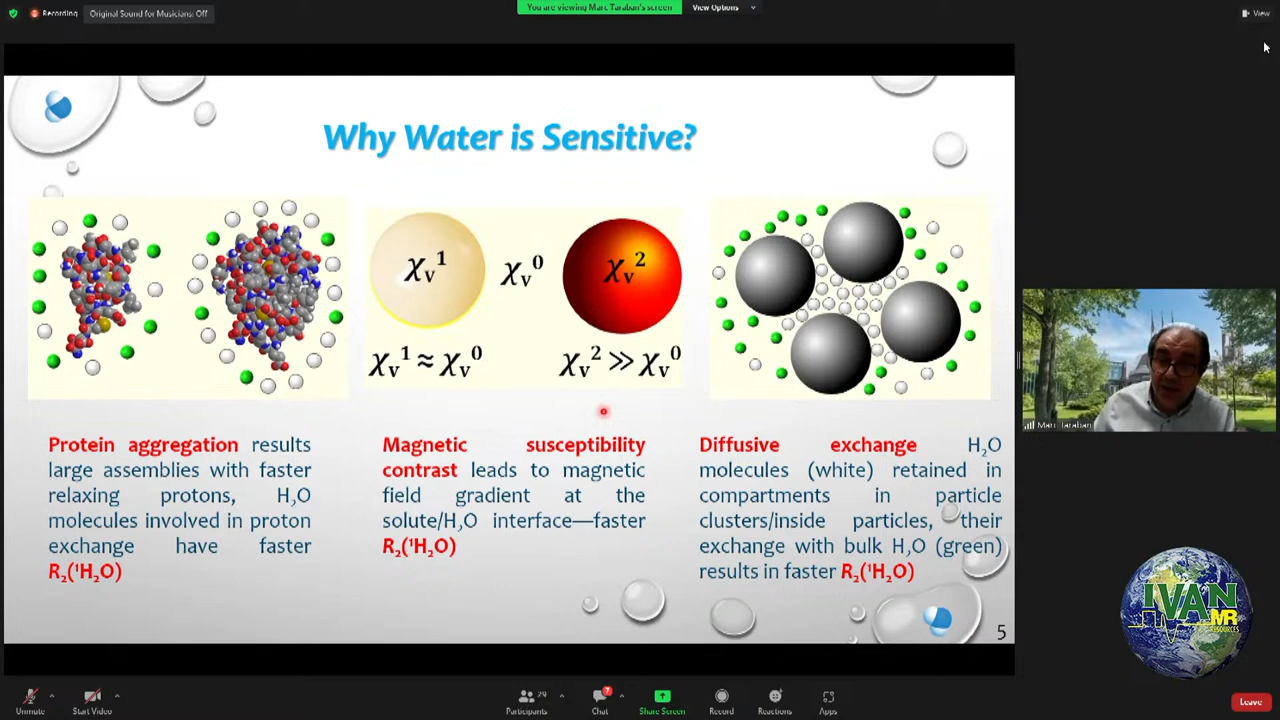 Recording
Original Sound for Musicians: Off
You are viewing Marc Taraban's screen
View Options
View
Why Water is Sensitive?
χᵥ¹
χᵥ⁰
χᵥ²
χᵥ¹ ≈ χᵥ⁰
χᵥ² ≫ χᵥ⁰
Protein aggregation results
large assemblies with faster
relaxing protons, H₂O
molecules involved in proton
exchange have faster
R₂(¹H₂O)
Magnetic susceptibility
contrast leads to magnetic
field gradient at the
solute/H₂O interface—faster
R₂(¹H₂O)
Diffusive exchange H₂O
molecules (white) retained in
compartments in particle
clusters/inside particles, their
exchange with bulk H₂O (green)
results in faster R₂(¹H₂O)
5
Marc Taraban
IVAN
MR
RESOURCES
Unmute
Start Video
29
Participants
7
Chat
Share Screen
Record
Reactions
Apps
Leave